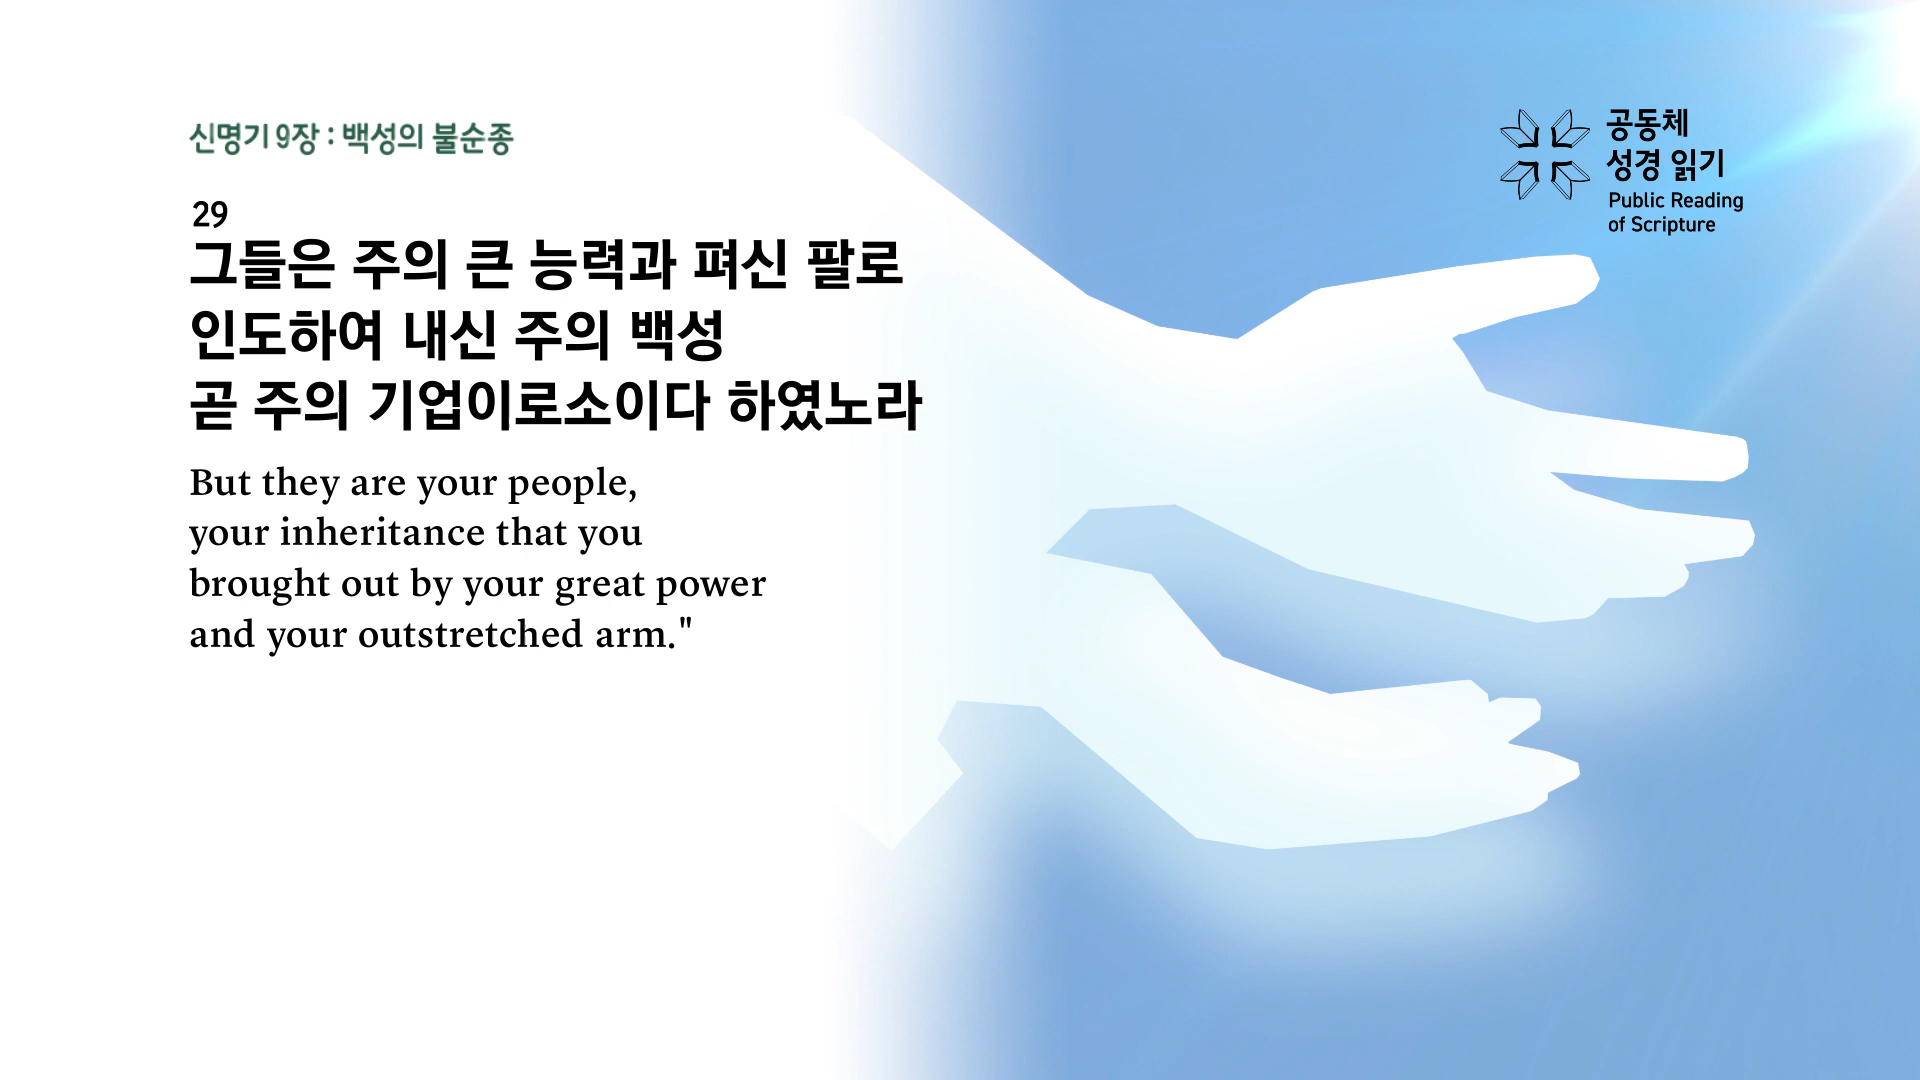 신명기 9장 : 백성의 불순종
29
그들은 주의 큰 능력과 펴신 팔로
인도하여 내신 주의 백성
곧 주의 기업이로소이다 하였노라
But they are your people,
your inheritance that you
brought out by your great power
and your outstretched arm."
공동체
성경 읽기
Public Reading
of Scripture